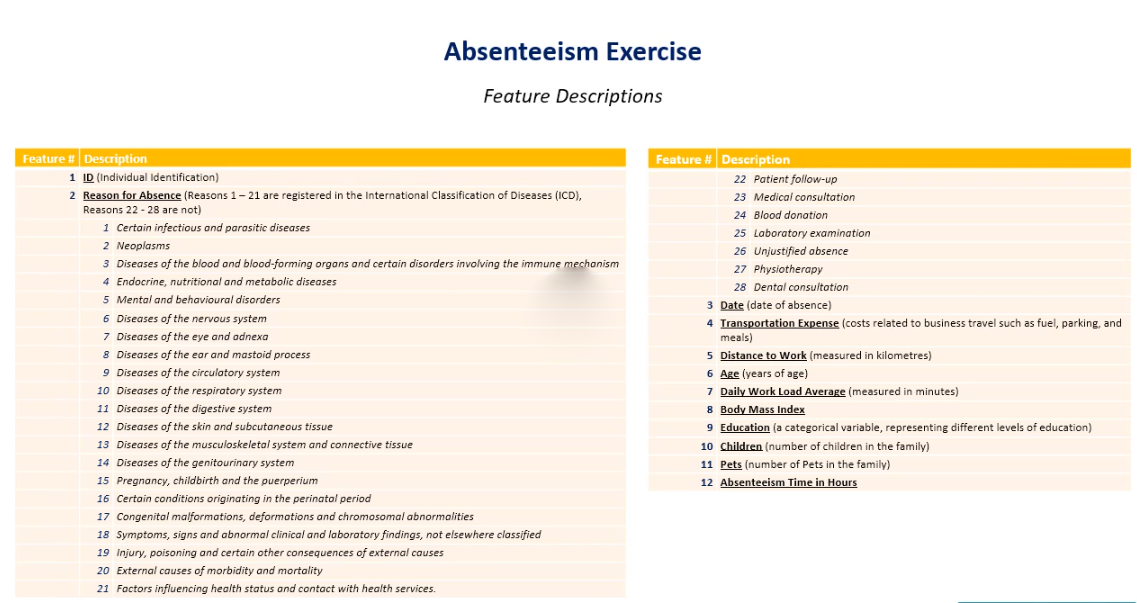 Absenteeism Exercise
Feature Descriptions
Feature # Description
1 ID (Individual Identification)
2 Reason for Absence (Reasons 1 – 21 are registered in the International Classification of Diseases (ICD),
Reasons 22 - 28 are not)
1 Certain infectious and parasitic diseases
2 Neoplasms
3 Diseases of the blood and blood-forming organs and certain disorders involving the immune mechanism
4 Endocrine, nutritional and metabolic diseases
5 Mental and behavioural disorders
6 Diseases of the nervous system
7 Diseases of the eye and adnexa
8 Diseases of the ear and mastoid process
9 Diseases of the circulatory system
10 Diseases of the respiratory system
11 Diseases of the digestive system
12 Diseases of the skin and subcutaneous tissue
13 Diseases of the musculoskeletal system and connective tissue
14 Diseases of the genitourinary system
15 Pregnancy, childbirth and the puerperium
16 Certain conditions originating in the perinatal period
17 Congenital malformations, deformations and chromosomal abnormalities
18 Symptoms, signs and abnormal clinical and laboratory findings, not elsewhere classified
19 Injury, poisoning and certain other consequences of external causes
20 External causes of morbidity and mortality
21 Factors influencing health status and contact with health services.
Feature # Description
22 Patient follow-up
23 Medical consultation
24 Blood donation
25 Laboratory examination
26 Unjustified absence
27 Physiotherapy
28 Dental consultation
3 Date (date of absence)
4 Transportation Expense (costs related to business travel such as fuel, parking, and
meals)
5 Distance to Work (measured in kilometres)
6 Age (years of age)
7 Daily Work Load Average (measured in minutes)
8 Body Mass Index
9 Education (a categorical variable, representing different levels of education)
10 Children (number of children in the family)
11 Pets (number of Pets in the family)
12 Absenteeism Time in Hours